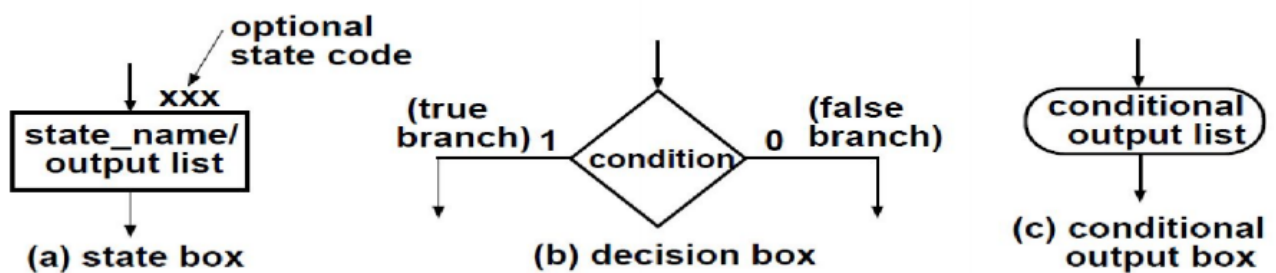 optional
state code
xxx
state_name/
output list
(a) state box
(true
branch) 1
condition
0 (false
branch)
(b) decision box
conditional
output list
(c) conditional
output box